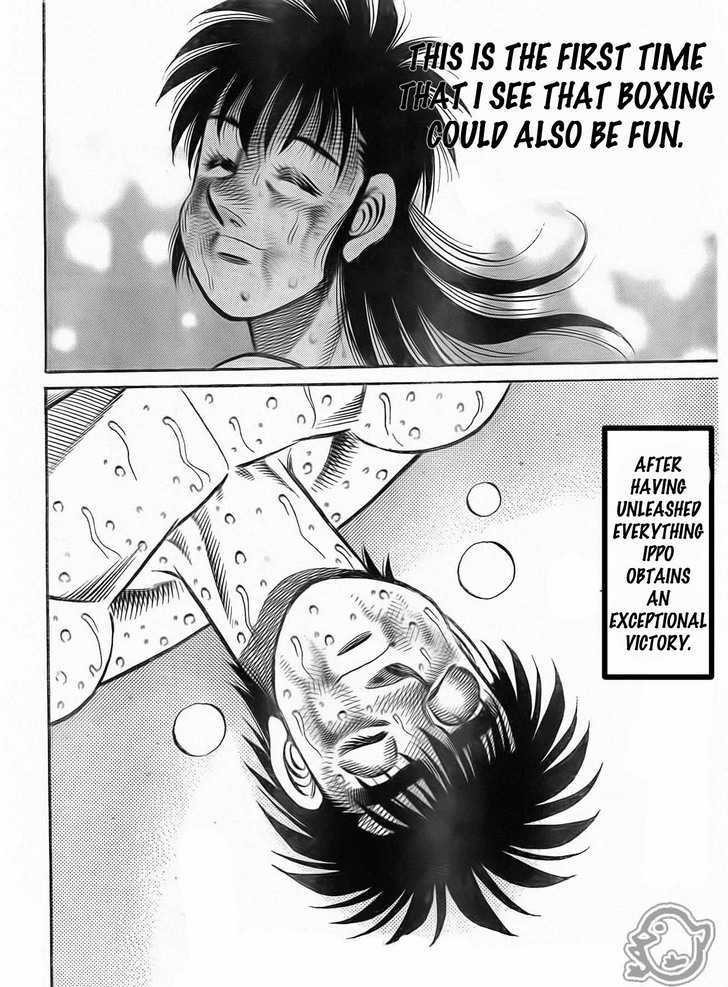 THIS IS THE FIRST TIME
THAT I SEE THAT BOXING
COULD ALSO BE FUN.
AFTER
HAVING
UNLEASHED
EVERYTHING
IPPO
OBTAINS
AN
EXCEPTIONAL
VICTORY.